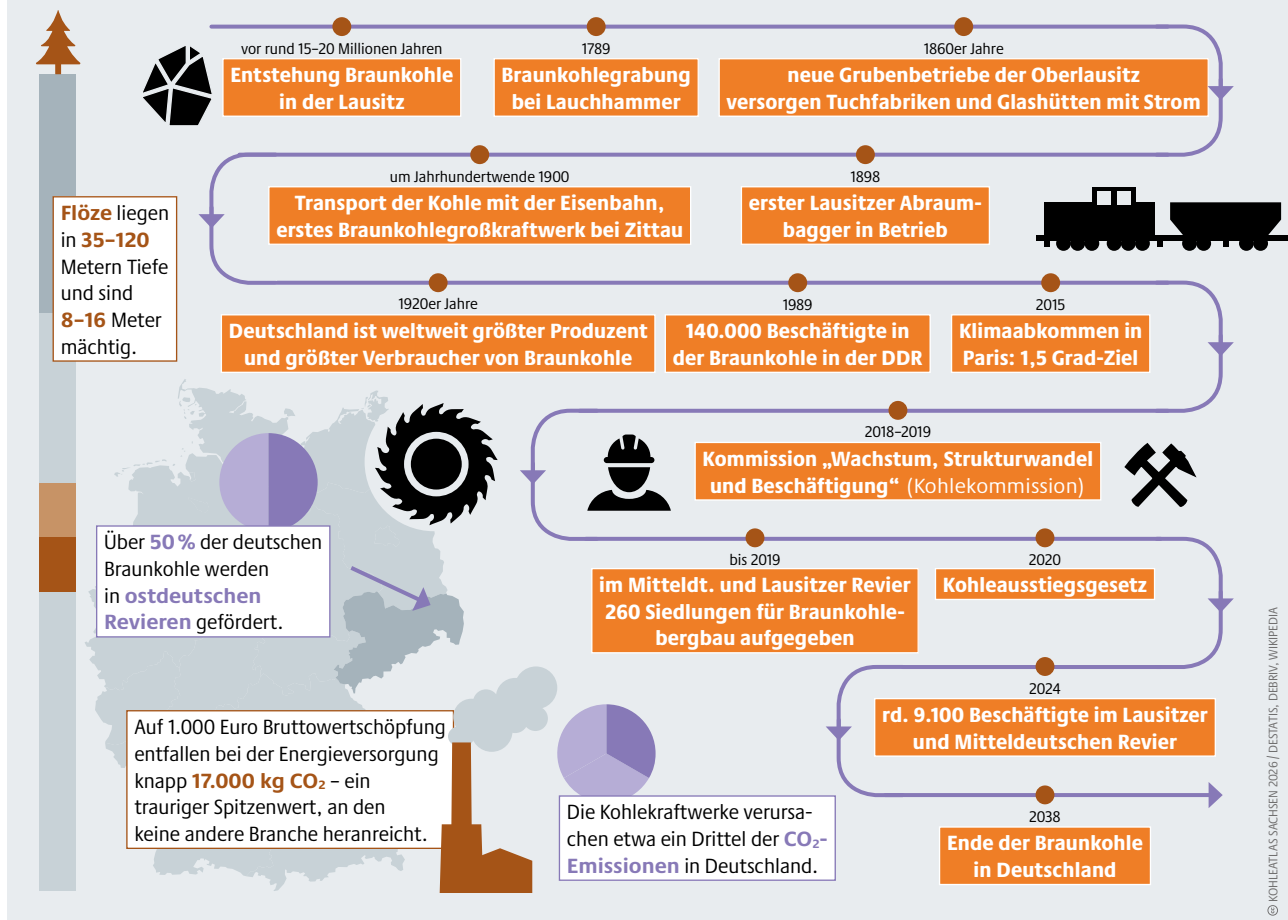 vor rund 15–20 Millionen Jahren
Entstehung Braunkohle
in der Lausitz
1789
Braunkohlegrabung
bei Lauchhammer
1860er Jahre
neue Grubenbetriebe der Oberlausitz
versorgen Tuchfabriken und Glashütten mit Strom
um Jahrhundertwende 1900
Transport der Kohle mit der Eisenbahn,
erstes Braunkohlegroßkraftwerk bei Zittau
1898
erster Lausitzer Abraum-
bagger in Betrieb
Flöze liegen
in 35–120
Metern Tiefe
und sind
8–16 Meter
mächtig.
1920er Jahre
Deutschland ist weltweit größter Produzent
und größter Verbraucher von Braunkohle
1989
140.000 Beschäftigte in
der Braunkohle in der DDR
2015
Klimaabkommen in
Paris: 1,5 Grad-Ziel
2018–2019
Kommission „Wachstum, Strukturwandel
und Beschäftigung“ (Kohlekommission)
Über 50 % der deutschen
Braunkohle werden
in ostdeutschen
Revieren gefördert.
bis 2019
im Mitteldt. und Lausitzer Revier
260 Siedlungen für Braunkohle-
bergbau aufgegeben
2020
Kohleausstiegsgesetz
2024
rd. 9.100 Beschäftigte im Lausitzer
und Mitteldeutschen Revier
Auf 1.000 Euro Bruttowertschöpfung
entfallen bei der Energieversorgung
knapp 17.000 kg CO₂ – ein
trauriger Spitzenwert, an den
keine andere Branche heranreicht.
Die Kohlekraftwerke verursa-
chen etwa ein Drittel der CO₂-
Emissionen in Deutschland.
2038
Ende der Braunkohle
in Deutschland
© KOHLEATLAS SACHSEN 2026 / DESTATIS, DEBRIV, WIKIPEDIA